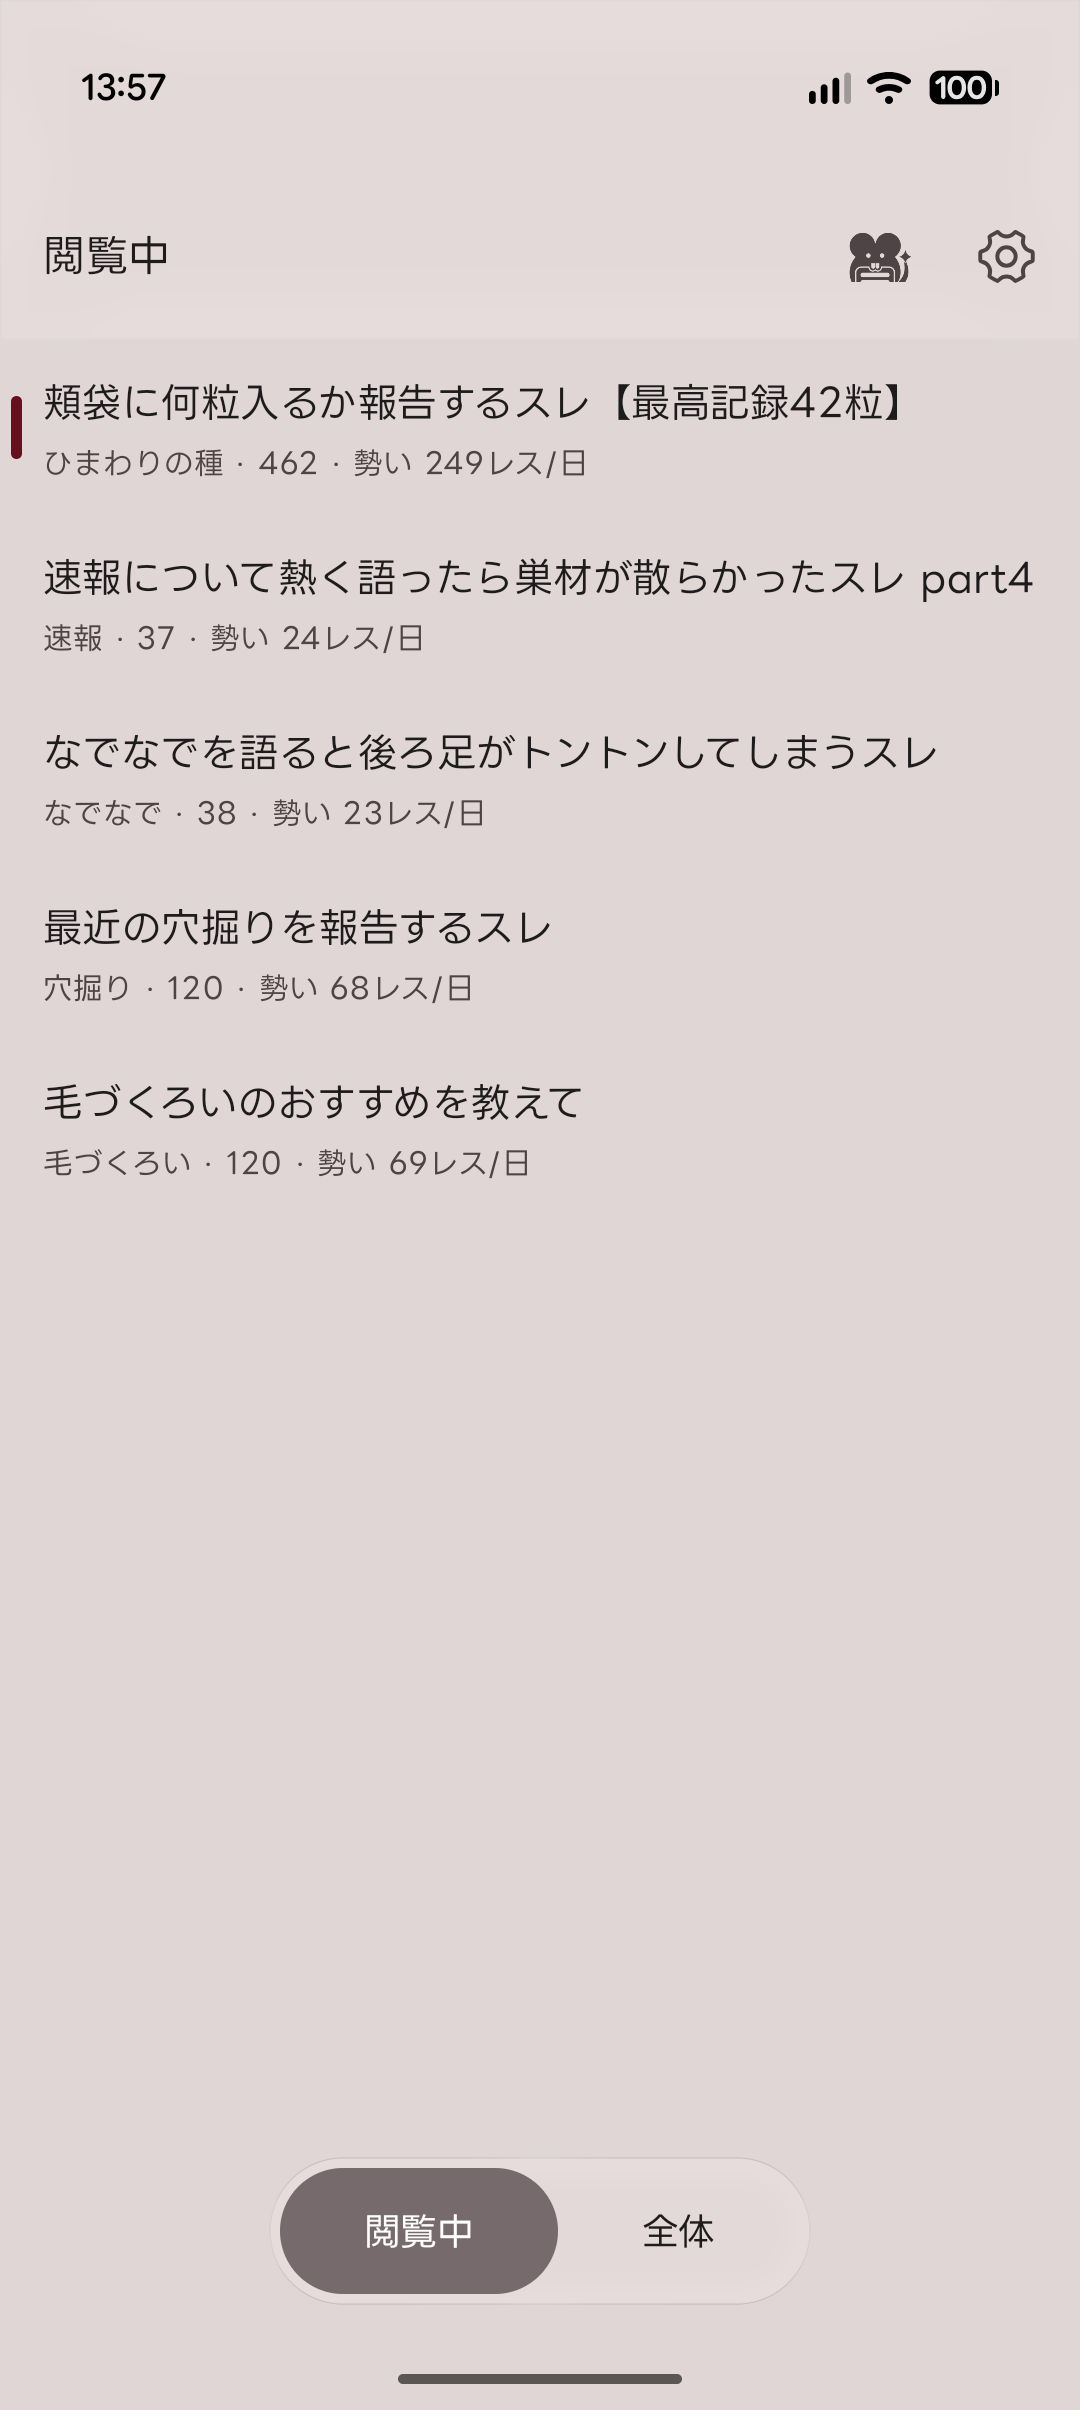 13:57
100
閲覧中
頬袋に何粒入るか報告するスレ【最高記録42粒】
ひまわりの種 · 462 · 勢い 249レス/日
速報について熱く語ったら巣材が散らかったスレ part4
速報 · 37 · 勢い 24レス/日
なでなでを語ると後ろ足がトントンしてしまうスレ
なでなで · 38 · 勢い 23レス/日
最近の穴掘りを報告するスレ
穴掘り · 120 · 勢い 68レス/日
毛づくろいのおすすめを教えて
毛づくろい · 120 · 勢い 69レス/日
閲覧中
全体